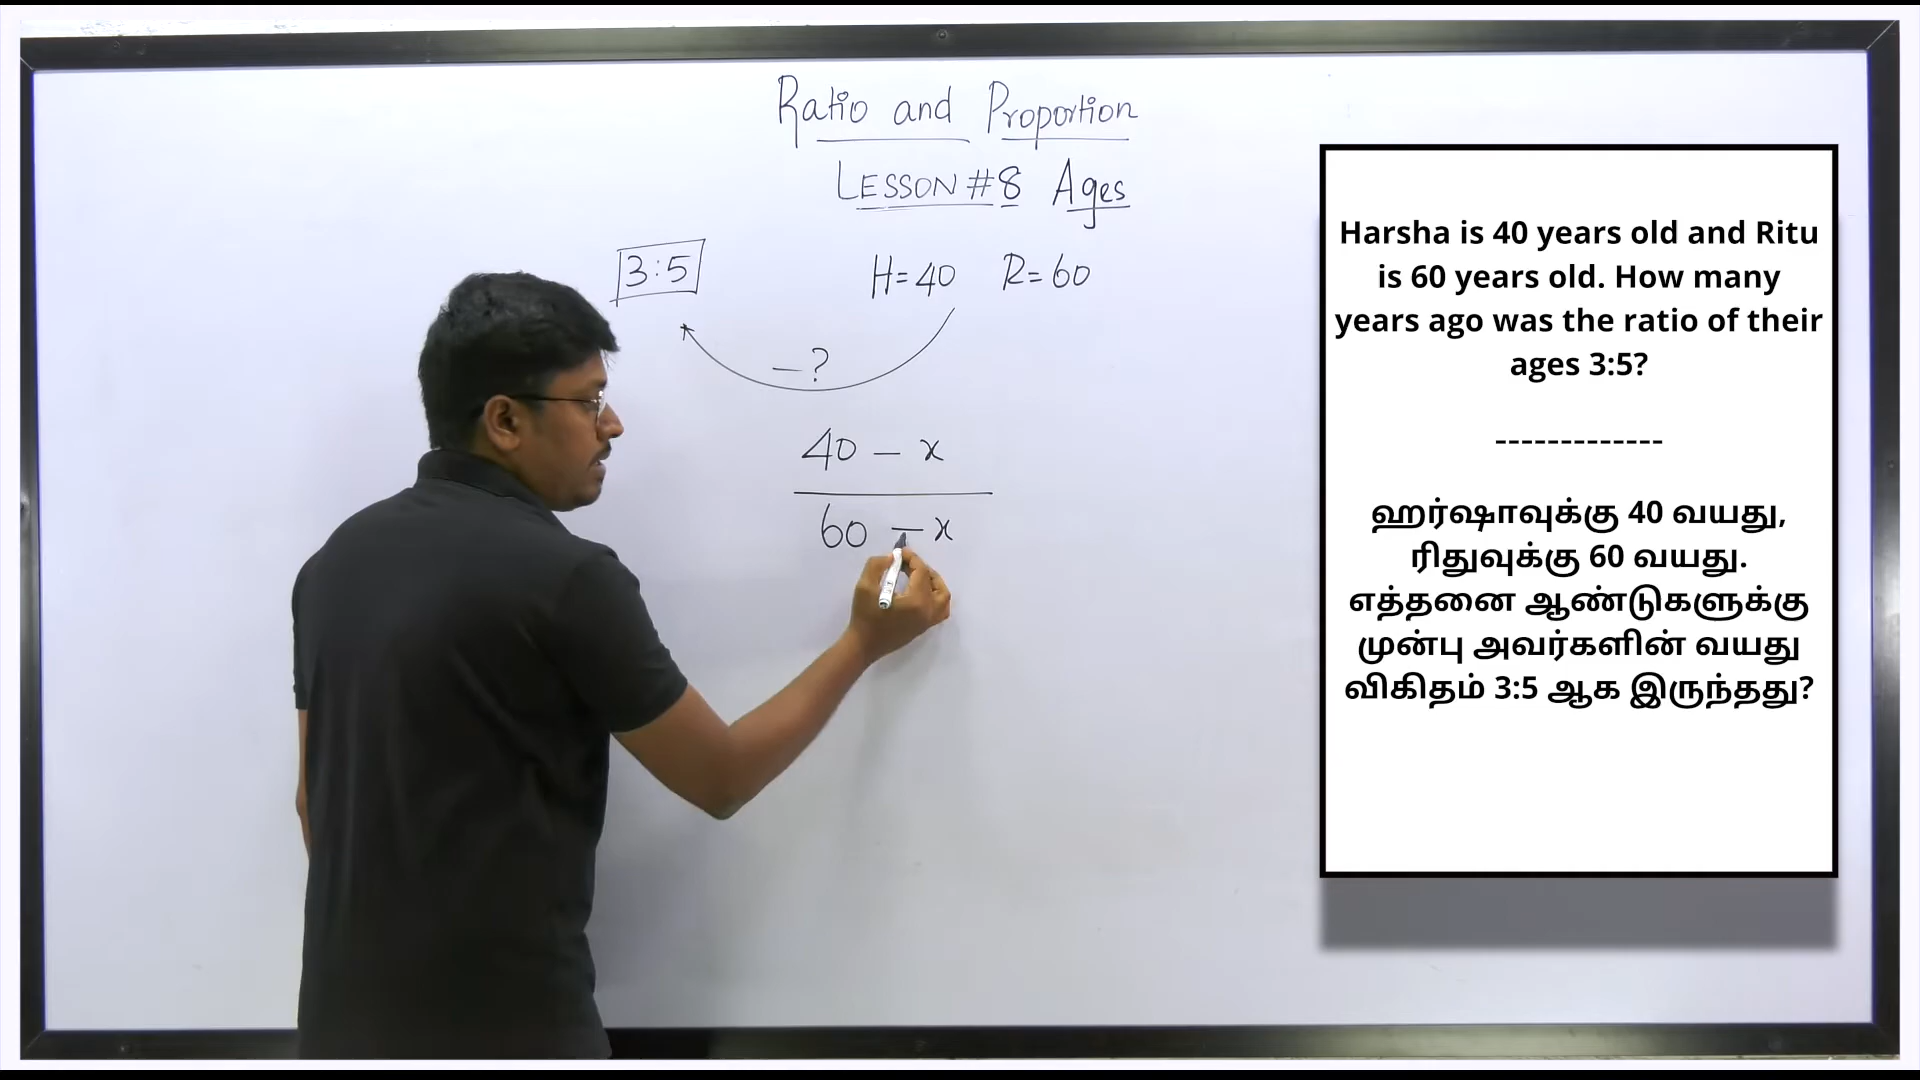 Ratio and Proportion
LESSON #8 Ages
3:5 H=40 R=60
—?
40 – x
60 – x
Harsha is 40 years old and Ritu
is 60 years old. How many
years ago was the ratio of their
ages 3:5?
-------------
ஹர்ஷாவுக்கு 40 வயது,
ரிதுவுக்கு 60 வயது.
எத்தனை ஆண்டுகளுக்கு
முன்பு அவர்களின் வயது
விகிதம் 3:5 ஆக இருந்தது?